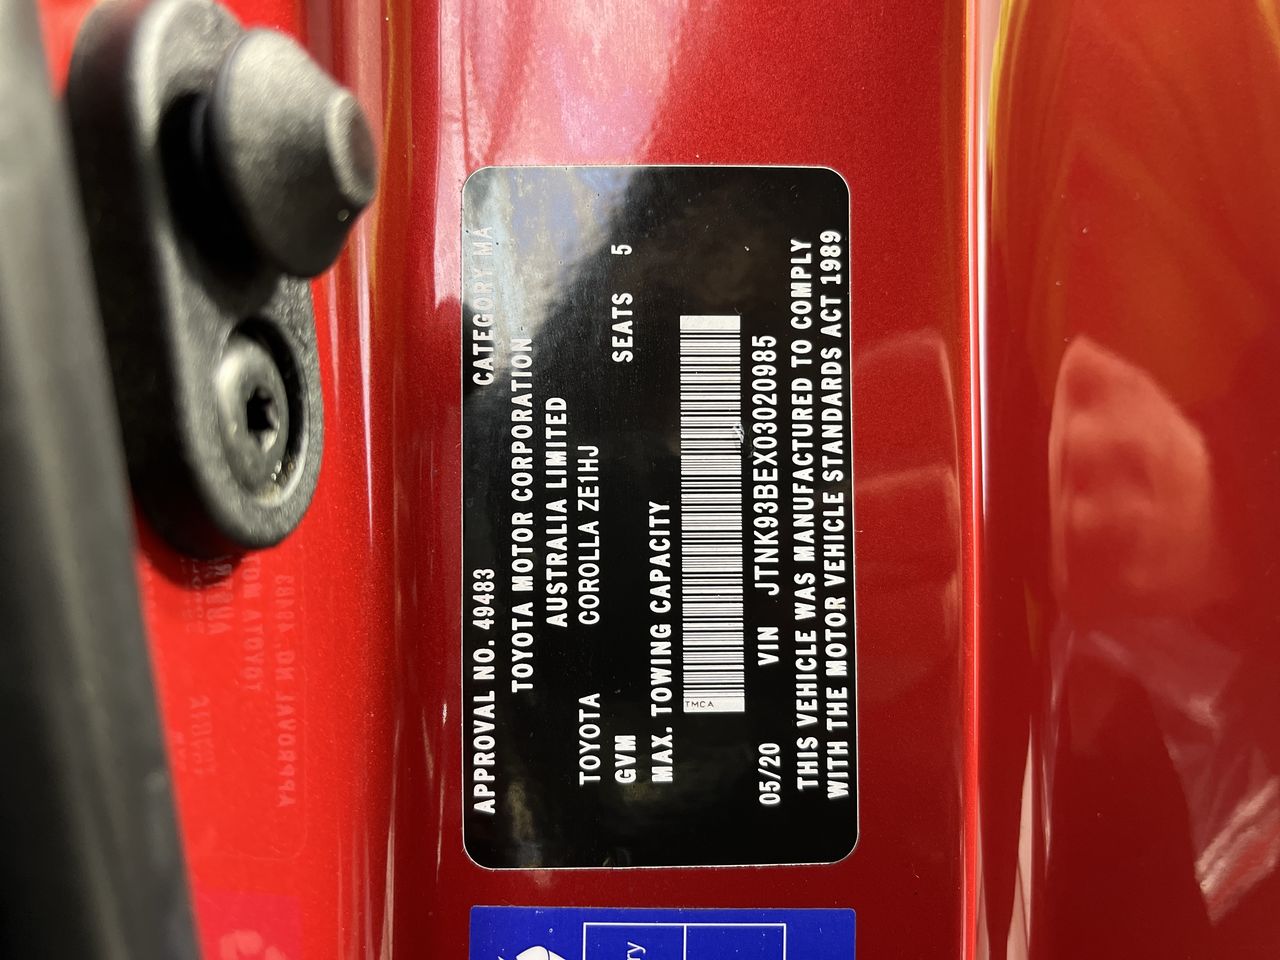 APPROVAL NO. 49483 CATEGORY MA
TOYOTA MOTOR CORPORATION
AUSTRALIA LIMITED
TOYOTA COROLLA ZE1HJ
GVM SEATS 5
MAX. TOWING CAPACITY
TMCA
05/20 VIN JTNK93BEX03020985
THIS VEHICLE WAS MANUFACTURED TO COMPLY
WITH THE MOTOR VEHICLE STANDARDS ACT 1989
ry